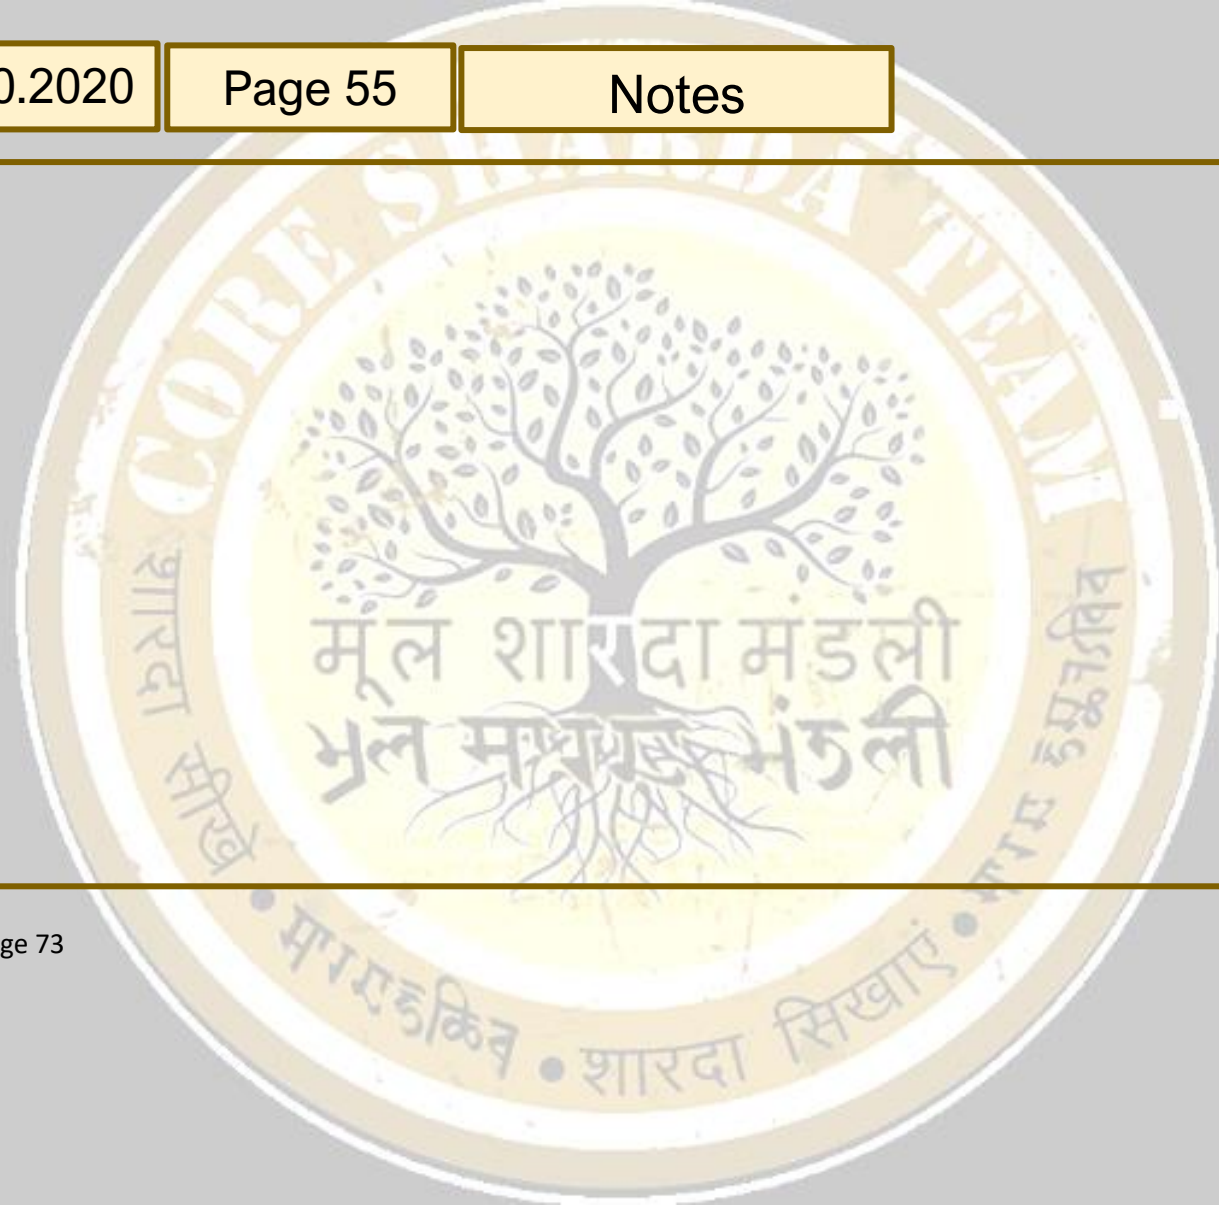 0.2020
Page 55
Notes
CORE SHARDA TEAM
मूल शारदा मंडली
शारदा सीखें • • शारदा सिखाएं •
ge 73